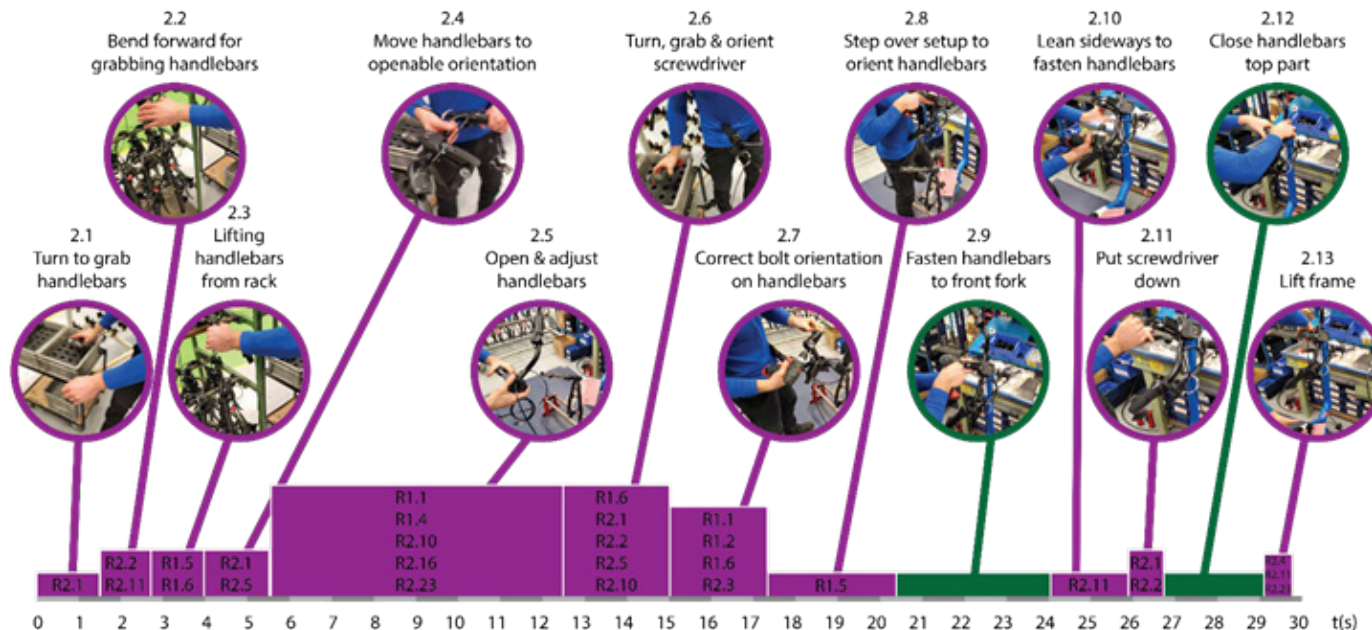 2.2
Bend forward for
grabbing handlebars
2.4
Move handlebars to
openable orientation
2.6
Turn, grab & orient
screwdriver
2.8
Step over setup to
orient handlebars
2.10
Lean sideways to
fasten handlebars
2.12
Close handlebars
top part
2.1
Turn to grab
handlebars
2.3
Lifting
handlebars
from rack
2.5
Open & adjust
handlebars
2.7
Correct bolt orientation
on handlebars
2.9
Fasten handlebars
to front fork
2.11
Put screwdriver
down
2.13
Lift frame
R2.1
R2.2
R2.11
R1.5
R1.6
R2.1
R2.5
R1.1
R1.4
R2.10
R2.16
R2.23
R1.6
R2.1
R2.2
R2.5
R2.10
R1.1
R1.2
R1.6
R2.3
R1.5
R2.11
R2.1
R2.2
R2.4
R2.11
0 1 2 3 4 5 6 7 8 9 10 11 12 13 14 15 16 17 18 19 20 21 22 23 24 25 26 27 28 29 30 t(s)